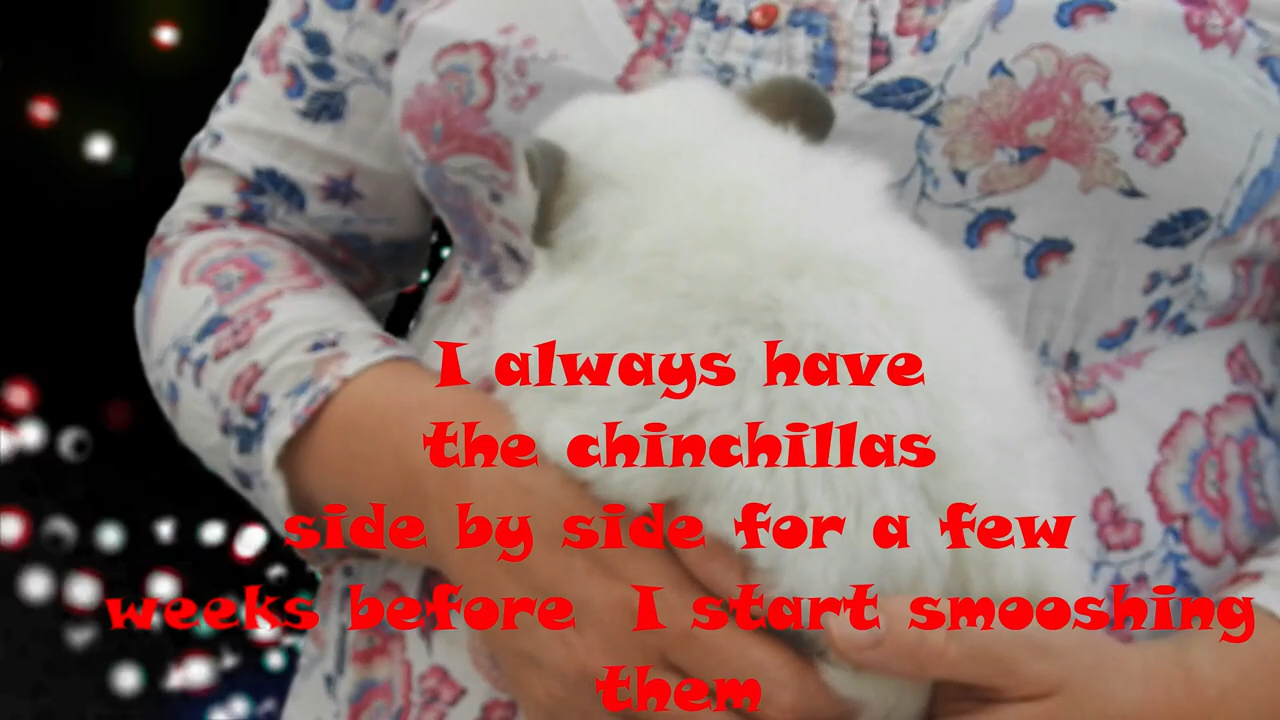 I always have
the chinchillas
side by side for a few
weeks before I start smooshing
them